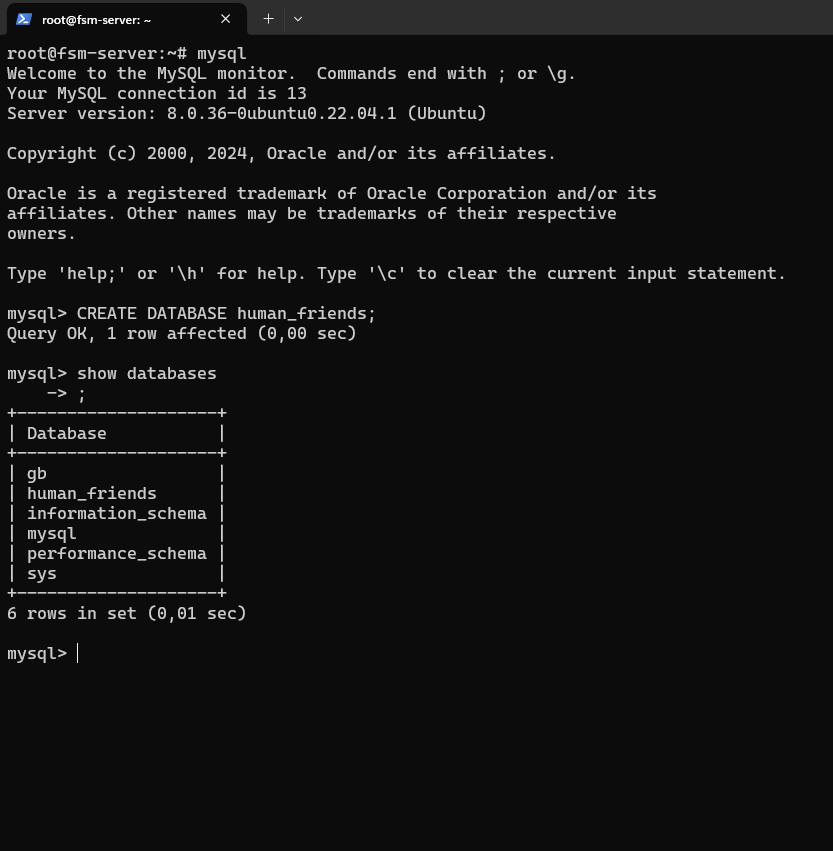 root@fsm-server: ~
root@fsm-server:~# mysql
Welcome to the MySQL monitor.  Commands end with ; or \g.
Your MySQL connection id is 13
Server version: 8.0.36-0ubuntu0.22.04.1 (Ubuntu)
Copyright (c) 2000, 2024, Oracle and/or its affiliates.
Oracle is a registered trademark of Oracle Corporation and/or its
affiliates. Other names may be trademarks of their respective
owners.
Type 'help;' or '\h' for help. Type '\c' to clear the current input statement.
mysql> CREATE DATABASE human_friends;
Query OK, 1 row affected (0,00 sec)
mysql> show databases
    -> ;
+--------------------+
| Database           |
+--------------------+
| gb                 |
| human_friends      |
| information_schema |
| mysql              |
| performance_schema |
| sys                |
+--------------------+
6 rows in set (0,01 sec)
mysql>